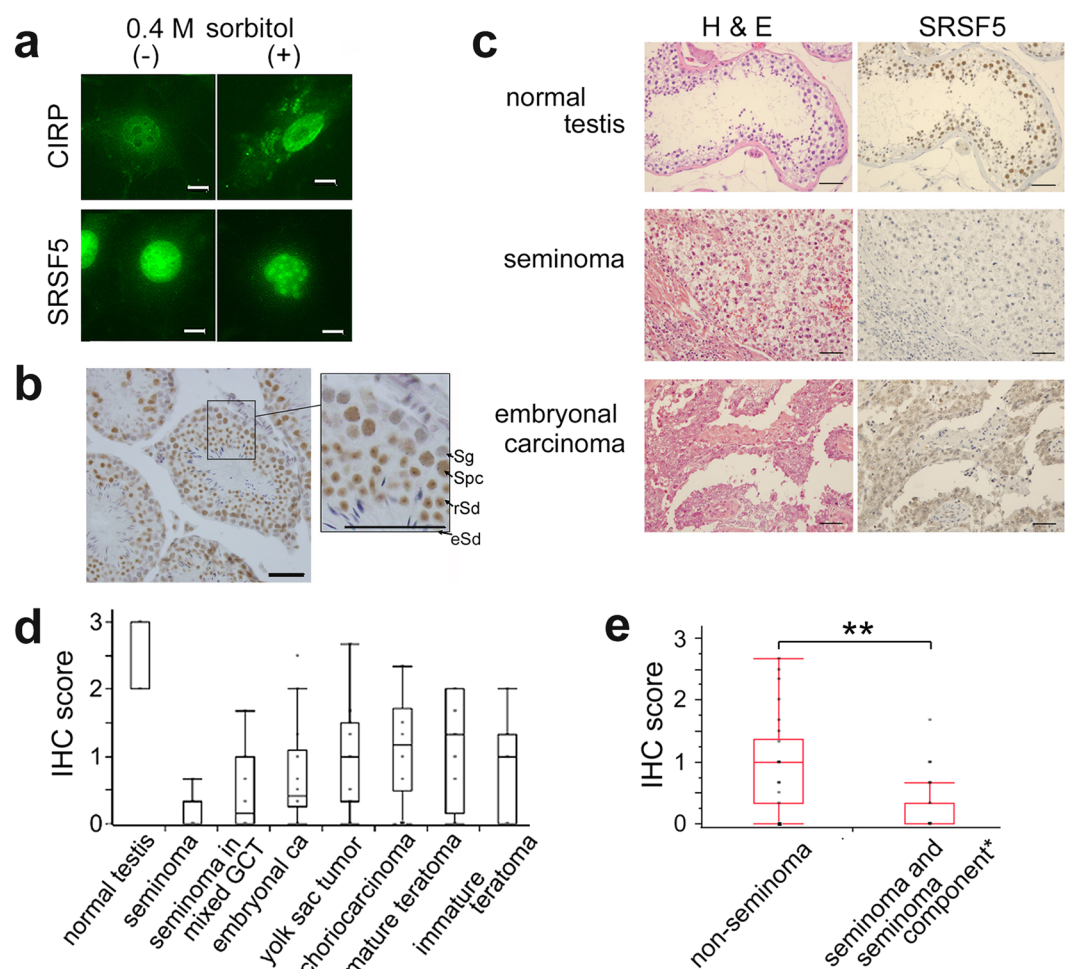 a
0.4 M sorbitol
(-) (+)
CIRP
SRSF5
b
Sg
Spc
rSd
eSd
c
H & E SRSF5
normal
testis
seminoma
embryonal
carcinoma
d
IHC score
3
2
1
0
normal testis
seminoma
seminoma in
mixed GCT
embryonal ca
yolk sac tumor
choriocarcinoma
mature teratoma
immature
teratoma
e
**
IHC score
3
2
1
0
non-seminoma
seminoma and
seminoma
component*